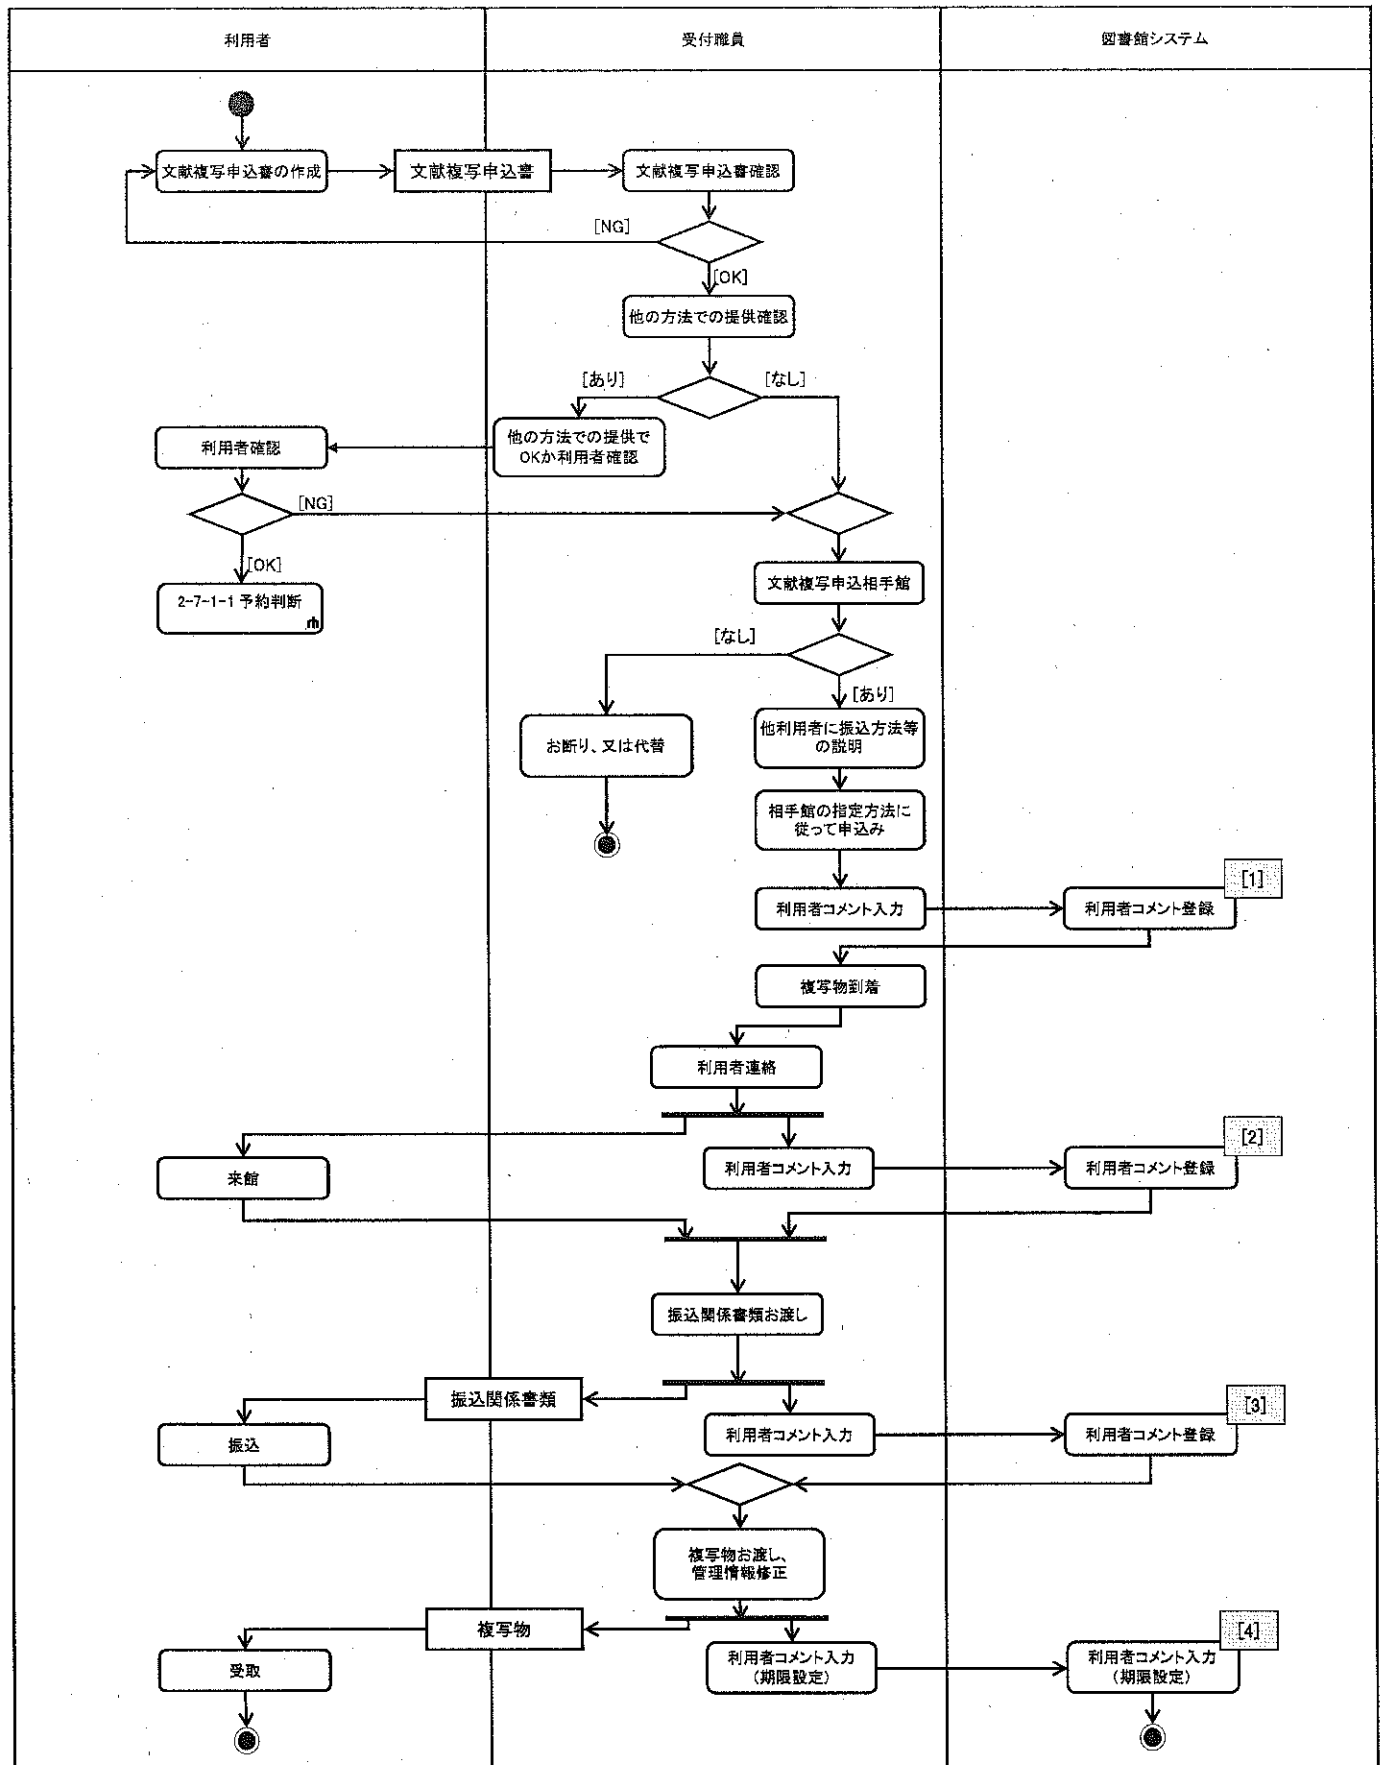 利用者
受付職員
図書館システム
文献複写申込書の作成
文献複写申込書
文献複写申込書確認
[NG]
[OK]
他の方法での提供確認
[あり]
[なし]
利用者確認
他の方法での提供で
OKか利用者確認
[NG]
[OK]
2-7-1-1 予約判断
文献複写申込相手館
[なし]
[あり]
お断り、又は代替
他利用者に振込方法等
の説明
相手館の指定方法に
従って申込み
[1]
利用者コメント入力
利用者コメント登録
複写物到着
利用者連絡
[2]
来館
利用者コメント入力
利用者コメント登録
振込関係書類お渡し
振込関係書類
[3]
振込
利用者コメント入力
利用者コメント登録
複写物お渡し、
管理情報修正
複写物
[4]
受取
利用者コメント入力
(期限設定)
利用者コメント入力
(期限設定)